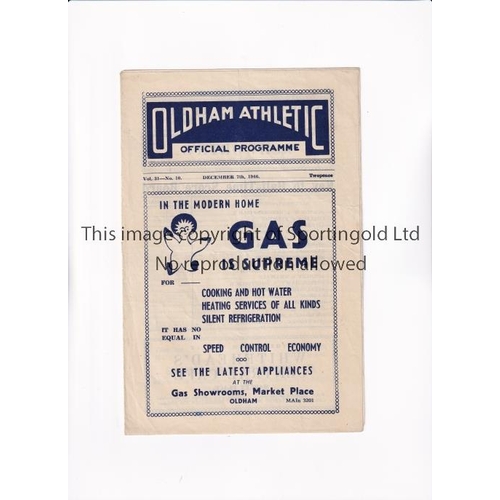 OLDHAM ATHLETIC
OFFICIAL PROGRAMME
DECEMBER 7th, 1946. Twopence
IN THE MODERN HOME
GAS
IS SUPREME
This image copyright of Sportingold Ltd
No reproduction allowed
FOR
COOKING AND HOT WATER
HEATING SERVICES OF ALL KINDS
SILENT REFRIGERATION
IT HAS NO
EQUAL IN
SPEED CONTROL ECONOMY
SEE THE LATEST APPLIANCES
AT THE
Gas Showrooms, Market Place
OLDHAM MAIn 3201